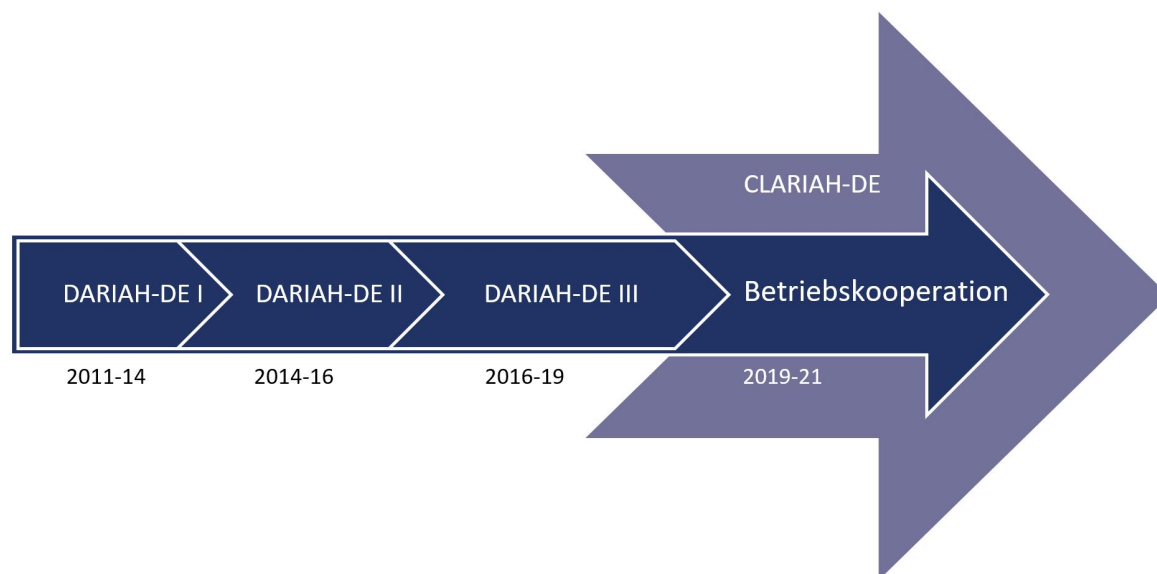 CLARIAH-DE
DARIAH-DE I
DARIAH-DE II
DARIAH-DE III
Betriebskooperation
2011-14
2014-16
2016-19
2019-21